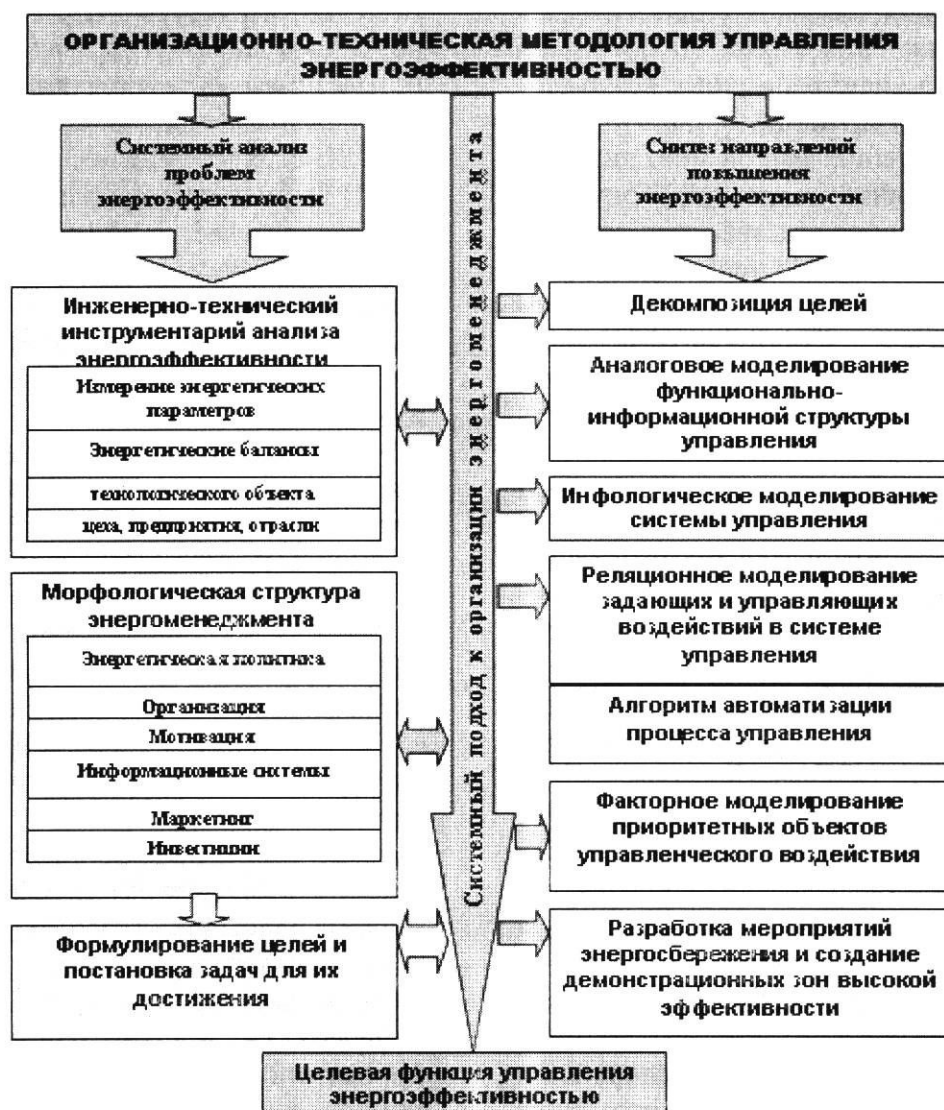 ОРГАНИЗАЦИОННО-ТЕХНИЧЕСКАЯ МЕТОДОЛОГИЯ УПРАВЛЕНИЯ
ЭНЕРГОЭФФЕКТИВНОСТЬЮ
Системный анализ
проблем
энергоэффективности
Инженерно-технический
инструментарий анализа
энергоэффективности
Измерение энергетических
параметров
Энергетические балансы
технологического объекта
цеха, предприятия, отрасли
Морфологическая структура
энергоменеджмента
Энергетическая политика
Организация
Мотивация
Информационные системы
Маркетинг
Инвестиции
Формулирование целей и
постановка задач для их
достижения
Системный подход к организации энергоменеджмента
Синтез направлений
повышения
энергоэффективности
Декомпозиция целей
Аналоговое моделирование
функционально-
информационной структуры
управления
Инфологическое моделирование
системы управления
Реляционное моделирование
задающих и управляющих
воздействий в системе
управления
Алгоритм автоматизации
процесса управления
Факторное моделирование
приоритетных объектов
управленческого воздействия
Разработка мероприятий
энергосбережения и создание
демонстрационных зон высокой
эффективности
Целевая функция управления
энергоэффективностью